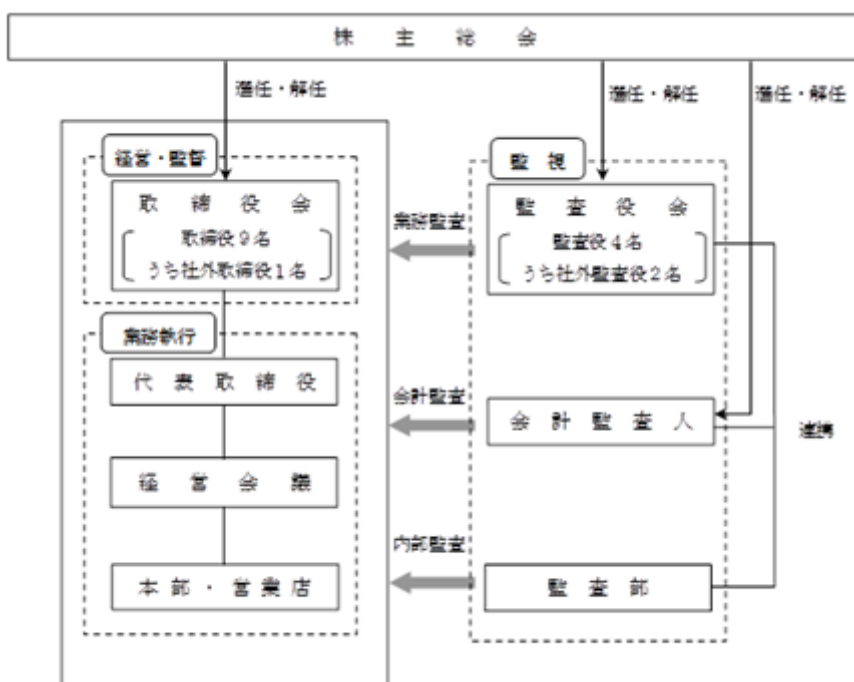 株主総会
選任・解任
選任・解任
選任・解任
経営・監督
取締役会
取締役9名
うち社外取締役1名
業務監査
監視
監査役会
監査役4名
うち社外監査役2名
業務執行
代表取締役
会計監査
会計監査人
連携
経営会議
内部監査
本部・営業店
監査部